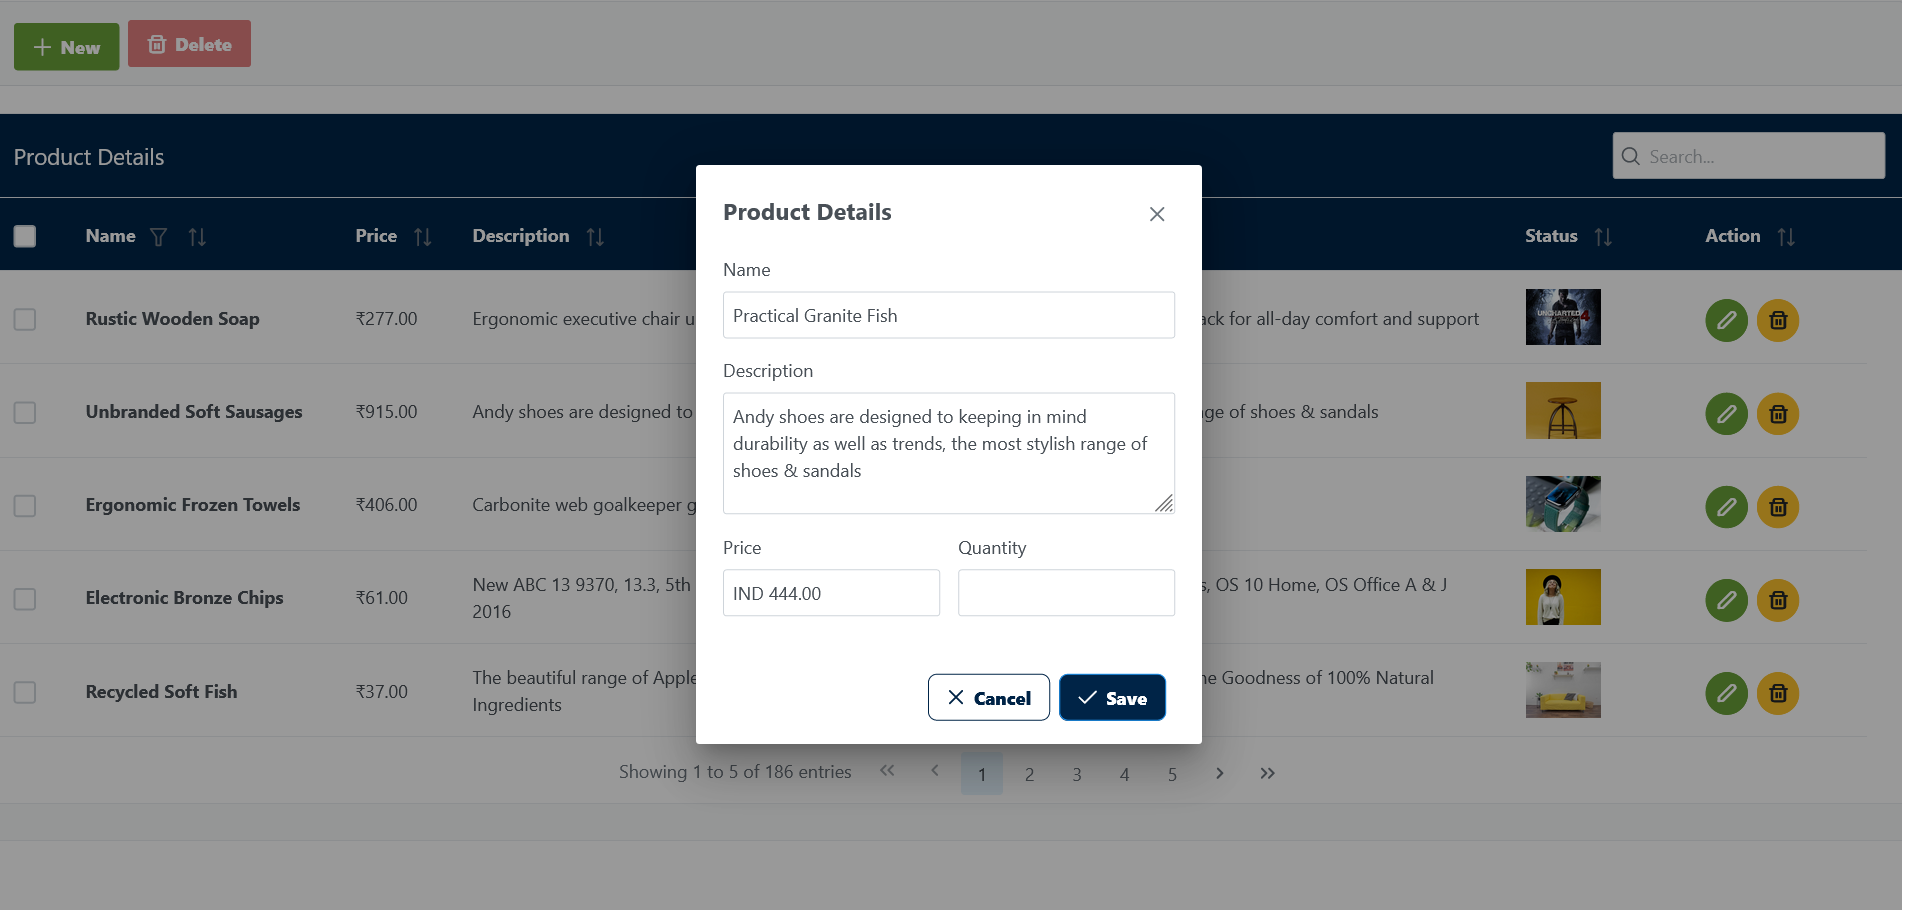 New
Delete
Product Details
Search...
Name
Price
Description
Status
Action
Rustic Wooden Soap
₹277.00
Ergonomic executive chair u
ack for all-day comfort and support
UNCHARTED 4
Unbranded Soft Sausages
₹915.00
Andy shoes are designed to
nge of shoes & sandals
Ergonomic Frozen Towels
₹406.00
Carbonite web goalkeeper g
Electronic Bronze Chips
₹61.00
New ABC 13 9370, 13.3, 5th
s, OS 10 Home, OS Office A & J
2016
Recycled Soft Fish
₹37.00
The beautiful range of Apple
he Goodness of 100% Natural
Ingredients
Showing 1 to 5 of 186 entries
1
2
3
4
5
Product Details
Name
Practical Granite Fish
Description
Andy shoes are designed to keeping in mind
durability as well as trends, the most stylish range of
shoes & sandals
Price
Quantity
IND 444.00
Cancel
Save